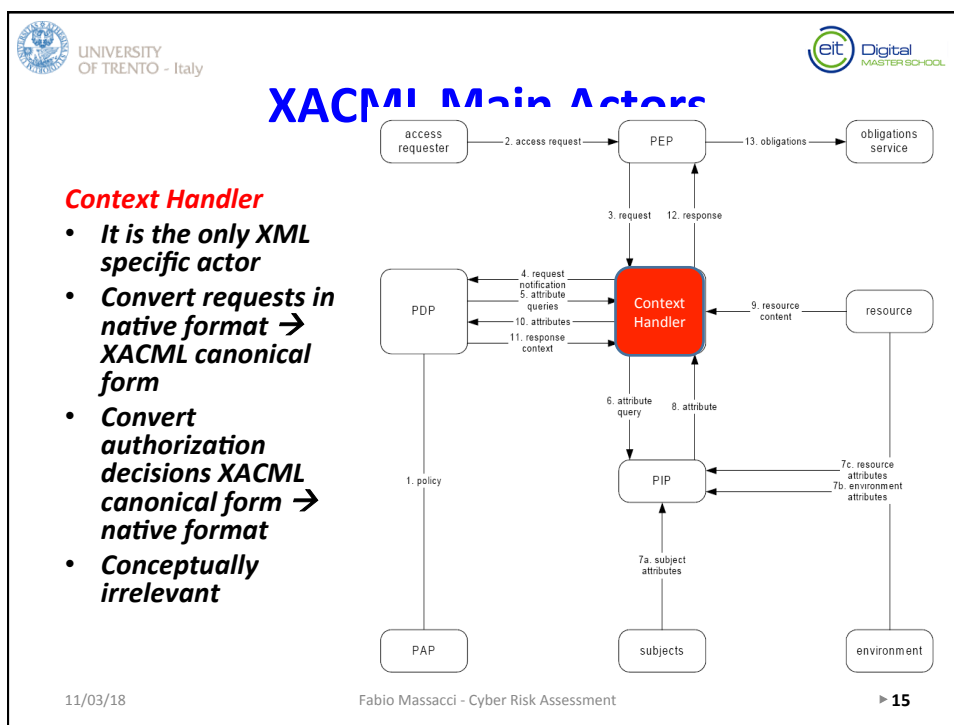 UNIVERSITY
OF TRENTO - Italy
eit Digital
MASTER SCHOOL
XACML Main Actors
Context Handler
• It is the only XML
specific actor
• Convert requests in
native format →
XACML canonical
form
• Convert
authorization
decisions XACML
canonical form →
native format
• Conceptually
irrelevant
access
requester
2. access request
PEP
13. obligations
obligations
service
3. request
12. response
PDP
4. request
notification
5. attribute
queries
10. attributes
11. response
context
Context
Handler
9. resource
content
resource
6. attribute
query
8. attribute
1. policy
PIP
7c. resource
attributes
7b. environment
attributes
7a. subject
attributes
PAP
subjects
environment
11/03/18
Fabio Massacci - Cyber Risk Assessment
▶ 15